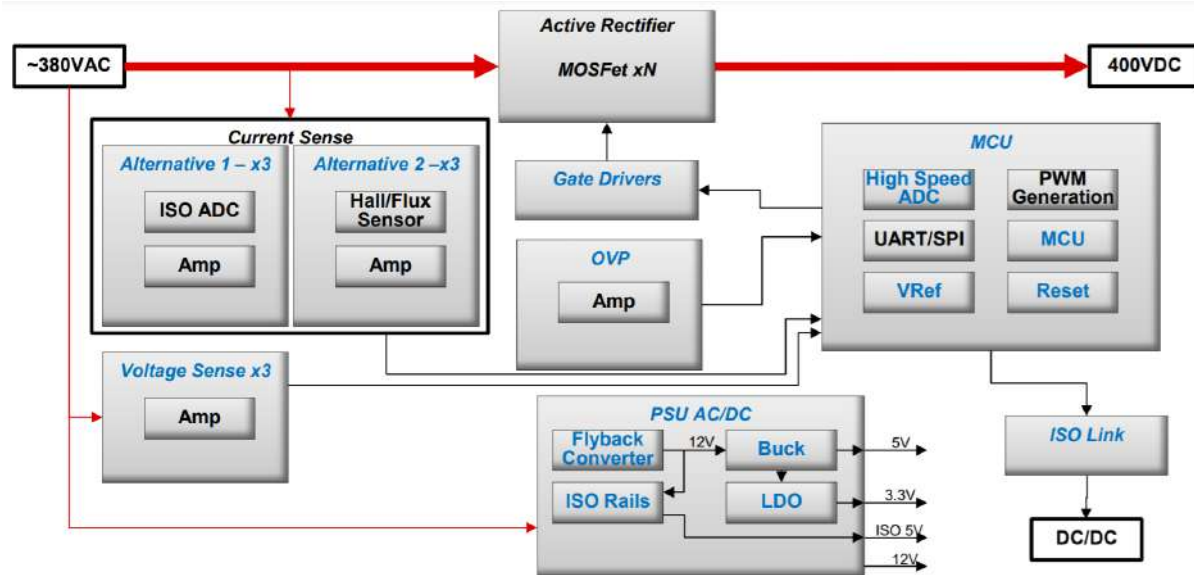 Active Rectifier
MOSFet xN
~380VAC
400VDC
Current Sense
Alternative 1 – x3
ISO ADC
Amp
Alternative 2 –x3
Hall/Flux
Sensor
Amp
Gate Drivers
OVP
Amp
MCU
High Speed
ADC
PWM
Generation
UART/SPI
MCU
VRef
Reset
Voltage Sense x3
Amp
PSU AC/DC
Flyback
Converter
12V
Buck
5V
ISO Rails
LDO
3.3V
ISO 5V
12V
ISO Link
DC/DC